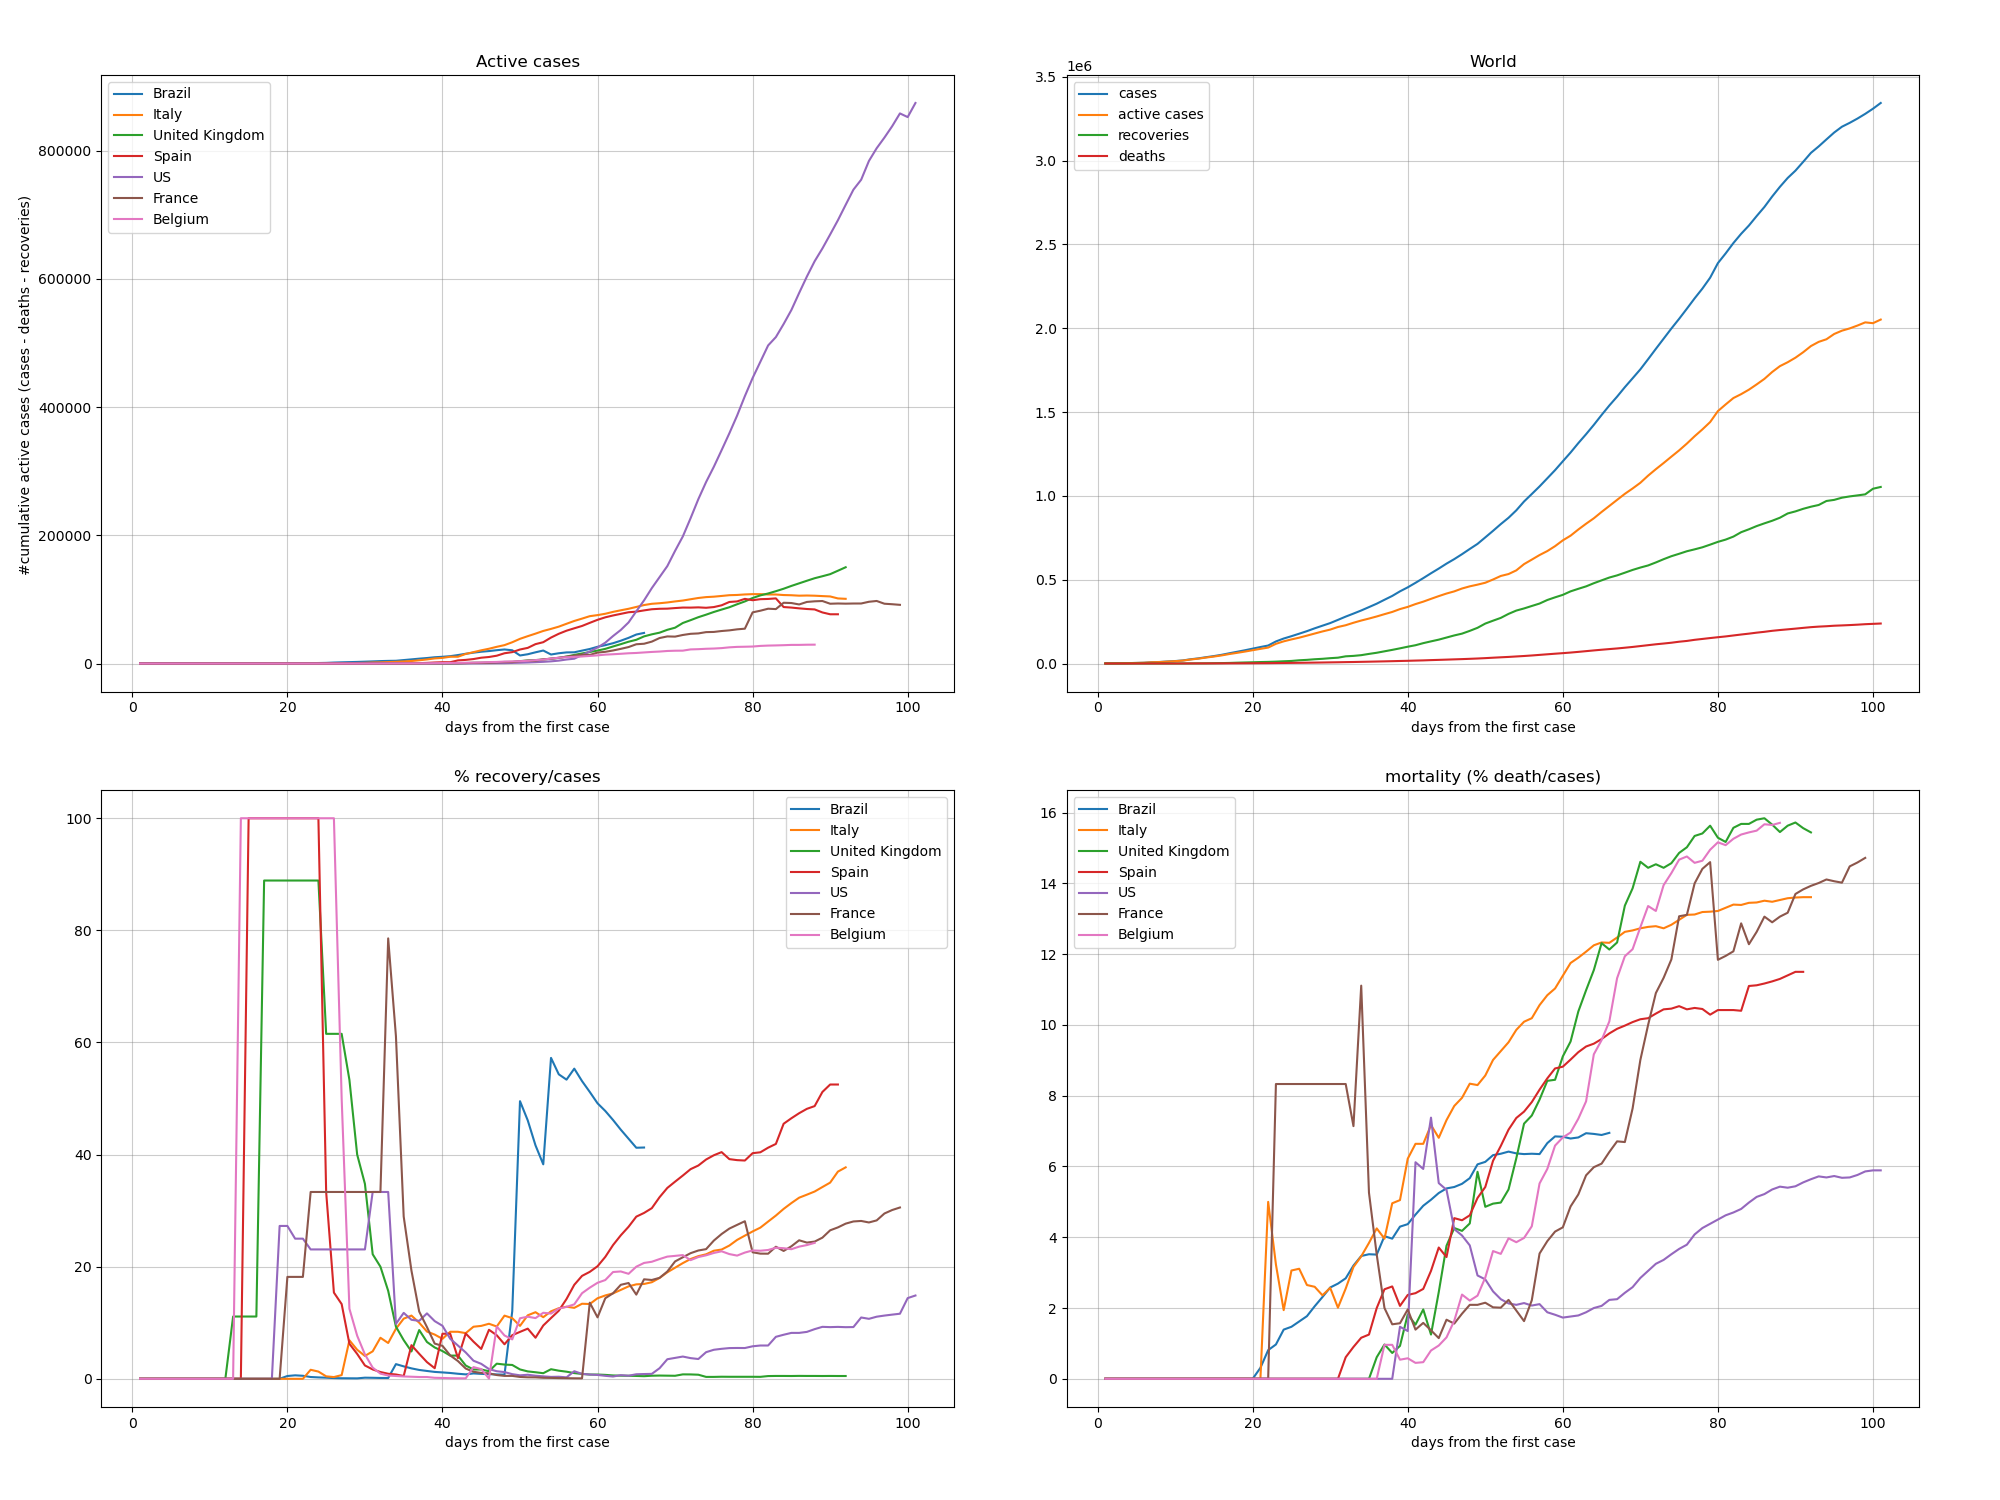 Active cases
Brazil
Italy
United Kingdom
Spain
US
France
Belgium
#cumulative active cases (cases - deaths - recoveries)
800000
600000
400000
200000
0
0 20 40 60 80 100
days from the first case
World
1e6
cases
active cases
recoveries
deaths
3.5
3.0
2.5
2.0
1.5
1.0
0.5
0.0
0 20 40 60 80 100
days from the first case
% recovery/cases
Brazil
Italy
United Kingdom
Spain
US
France
Belgium
100
80
60
40
20
0
0 20 40 60 80 100
days from the first case
mortality (% death/cases)
Brazil
Italy
United Kingdom
Spain
US
France
Belgium
16
14
12
10
8
6
4
2
0
0 20 40 60 80 100
days from the first case